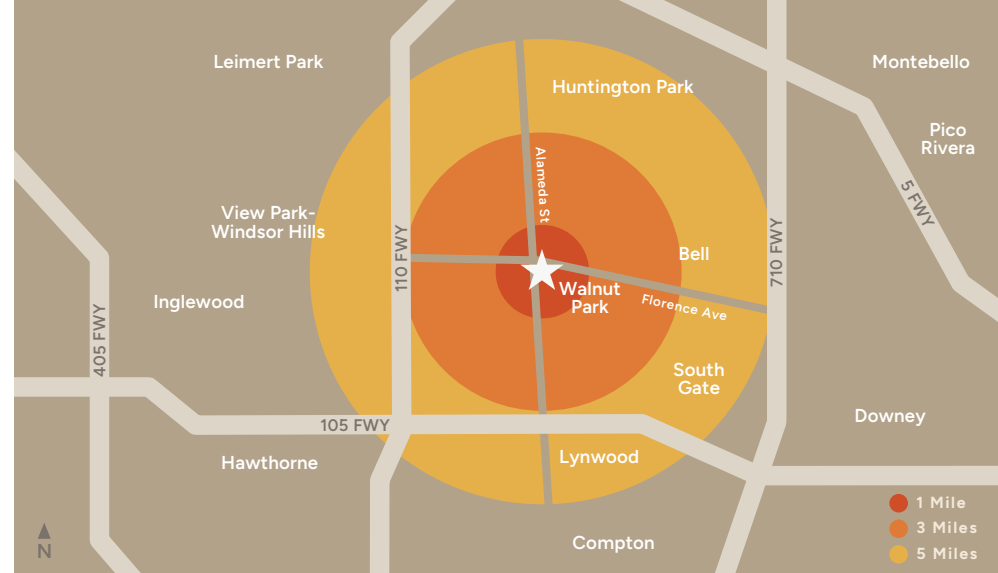 Leimert Park
Montebello
Huntington Park
Pico
Rivera
Alameda St
5 FWY
View Park-
Windsor Hills
110 FWY
710 FWY
Bell
Walnut
Park
Inglewood
Florence Ave
405 FWY
South
Gate
Downey
105 FWY
Hawthorne
Lynwood
1 Mile
3 Miles
N
Compton
5 Miles